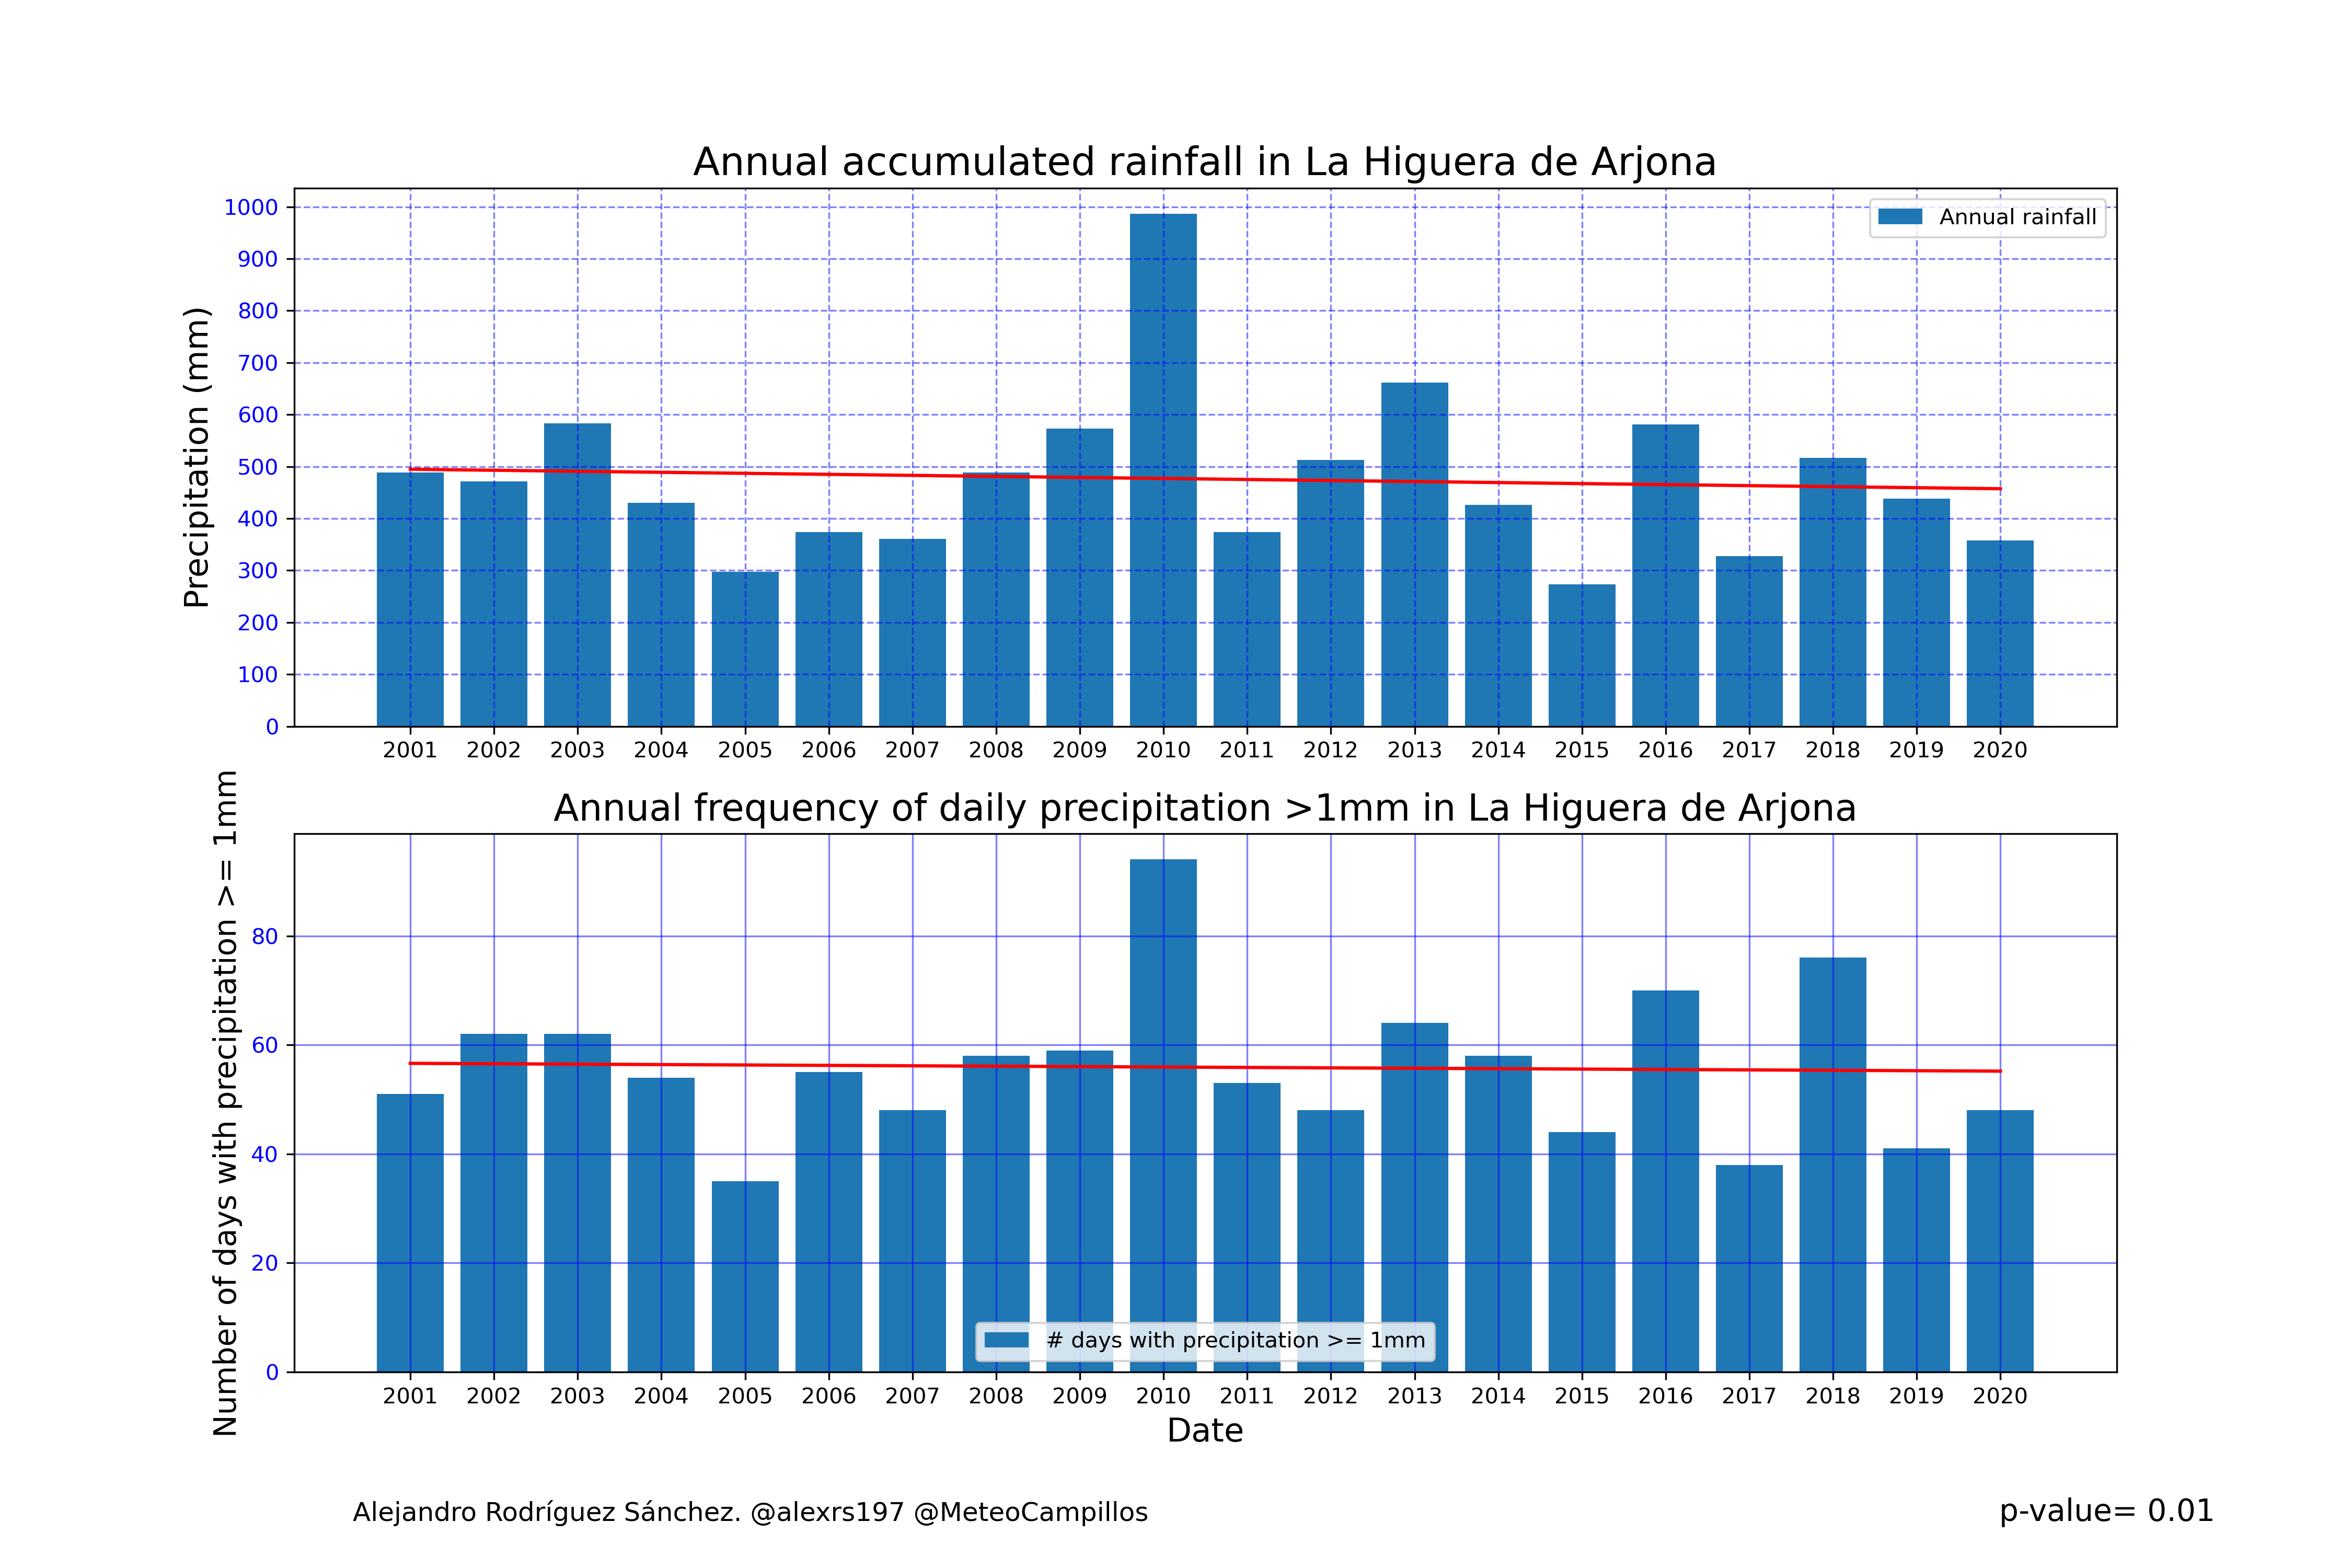 Annual accumulated rainfall in La Higuera de Arjona
Precipitation (mm)
1000
900
800
700
600
500
400
300
200
100
0
Annual rainfall
2001 2002 2003 2004 2005 2006 2007 2008 2009 2010 2011 2012 2013 2014 2015 2016 2017 2018 2019 2020
Annual frequency of daily precipitation >1mm in La Higuera de Arjona
Number of days with precipitation >= 1mm
80
60
40
20
0
# days with precipitation >= 1mm
2001 2002 2003 2004 2005 2006 2007 2008 2009 2010 2011 2012 2013 2014 2015 2016 2017 2018 2019 2020
Date
Alejandro Rodríguez Sánchez. @alexrs197 @MeteoCampillos
p-value= 0.01